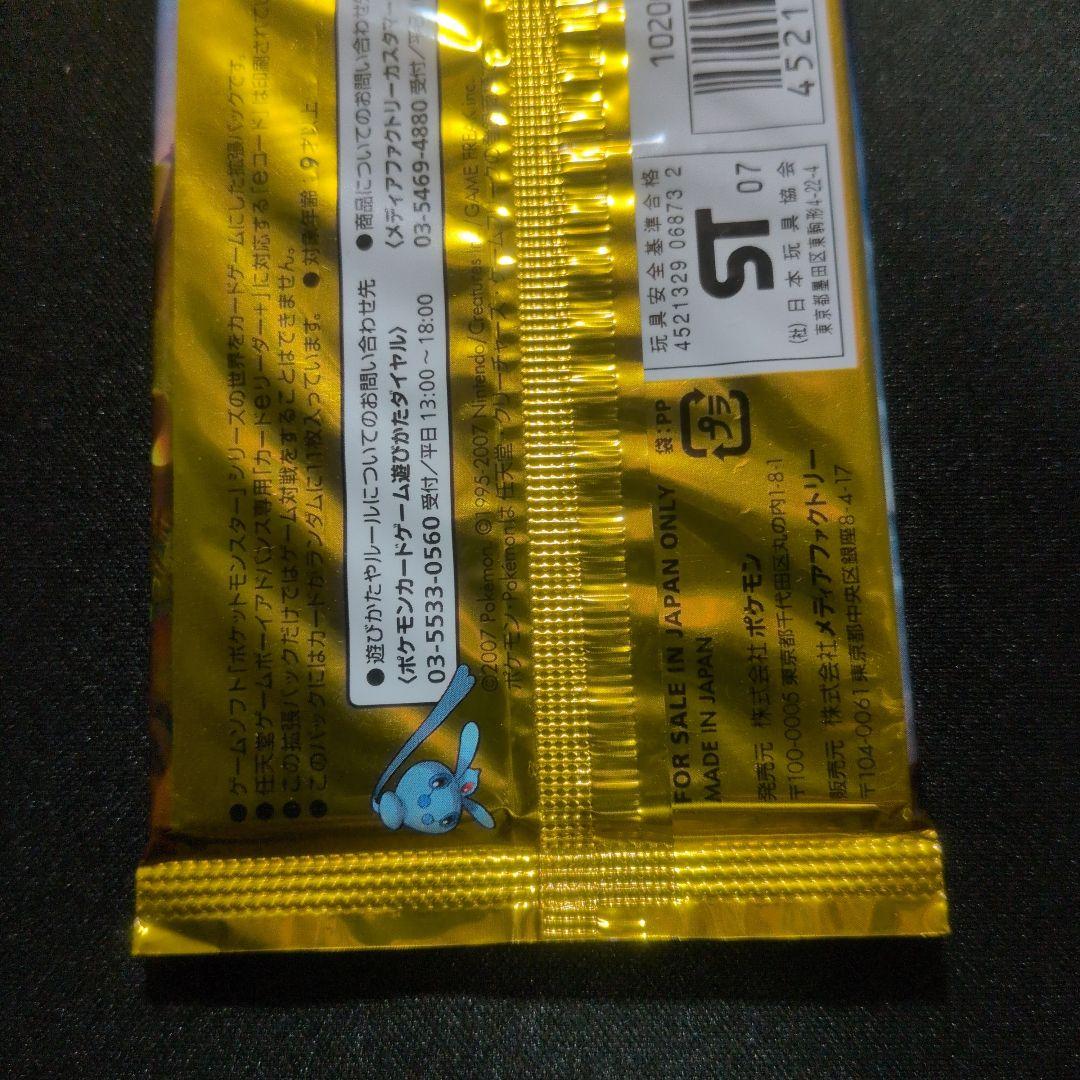 ●ゲームソフト「ポケットモンスター」シリーズの世界をカードゲームにした拡張パックです。
●任天堂ゲームボーイアドバンス専用「カードeリーダー+」に対応する「eコード」は印刷されて
●この拡張パックだけではゲーム対戦をすることはできません。
●このパックにはカードがランダムに11枚入っています。 ●対象年齢：9才以上
●遊びかたやルールについてのお問い合わせ先
〈ポケモンカードゲーム遊びかたダイヤル〉
03-5533-0560 受付／平日13:00～18:00
●商品についてのお問い合わせ
〈メディアファクトリーカスタマー
03-5469-4880 受付／平
©2007 Pokémon. ©1995-2007 Nintendo/Creatures inc./GAME FREAK inc.
ポケモン・Pokémonは任天堂・クリーチャーズ・ゲームフリークの
FOR SALE IN JAPAN ONLY
MADE IN JAPAN
袋：PP
プラ
発売元 株式会社ポケモン
〒100-0005 東京都千代田区丸の内1-8-1
販売元 株式会社メディアファクトリー
〒104-0061 東京都中央区銀座8-4-17
玩具安全基準合格
4521329 06873 2
ST 07
(社)日本玩具協会
東京都墨田区東駒形4-22-4
1020
4521